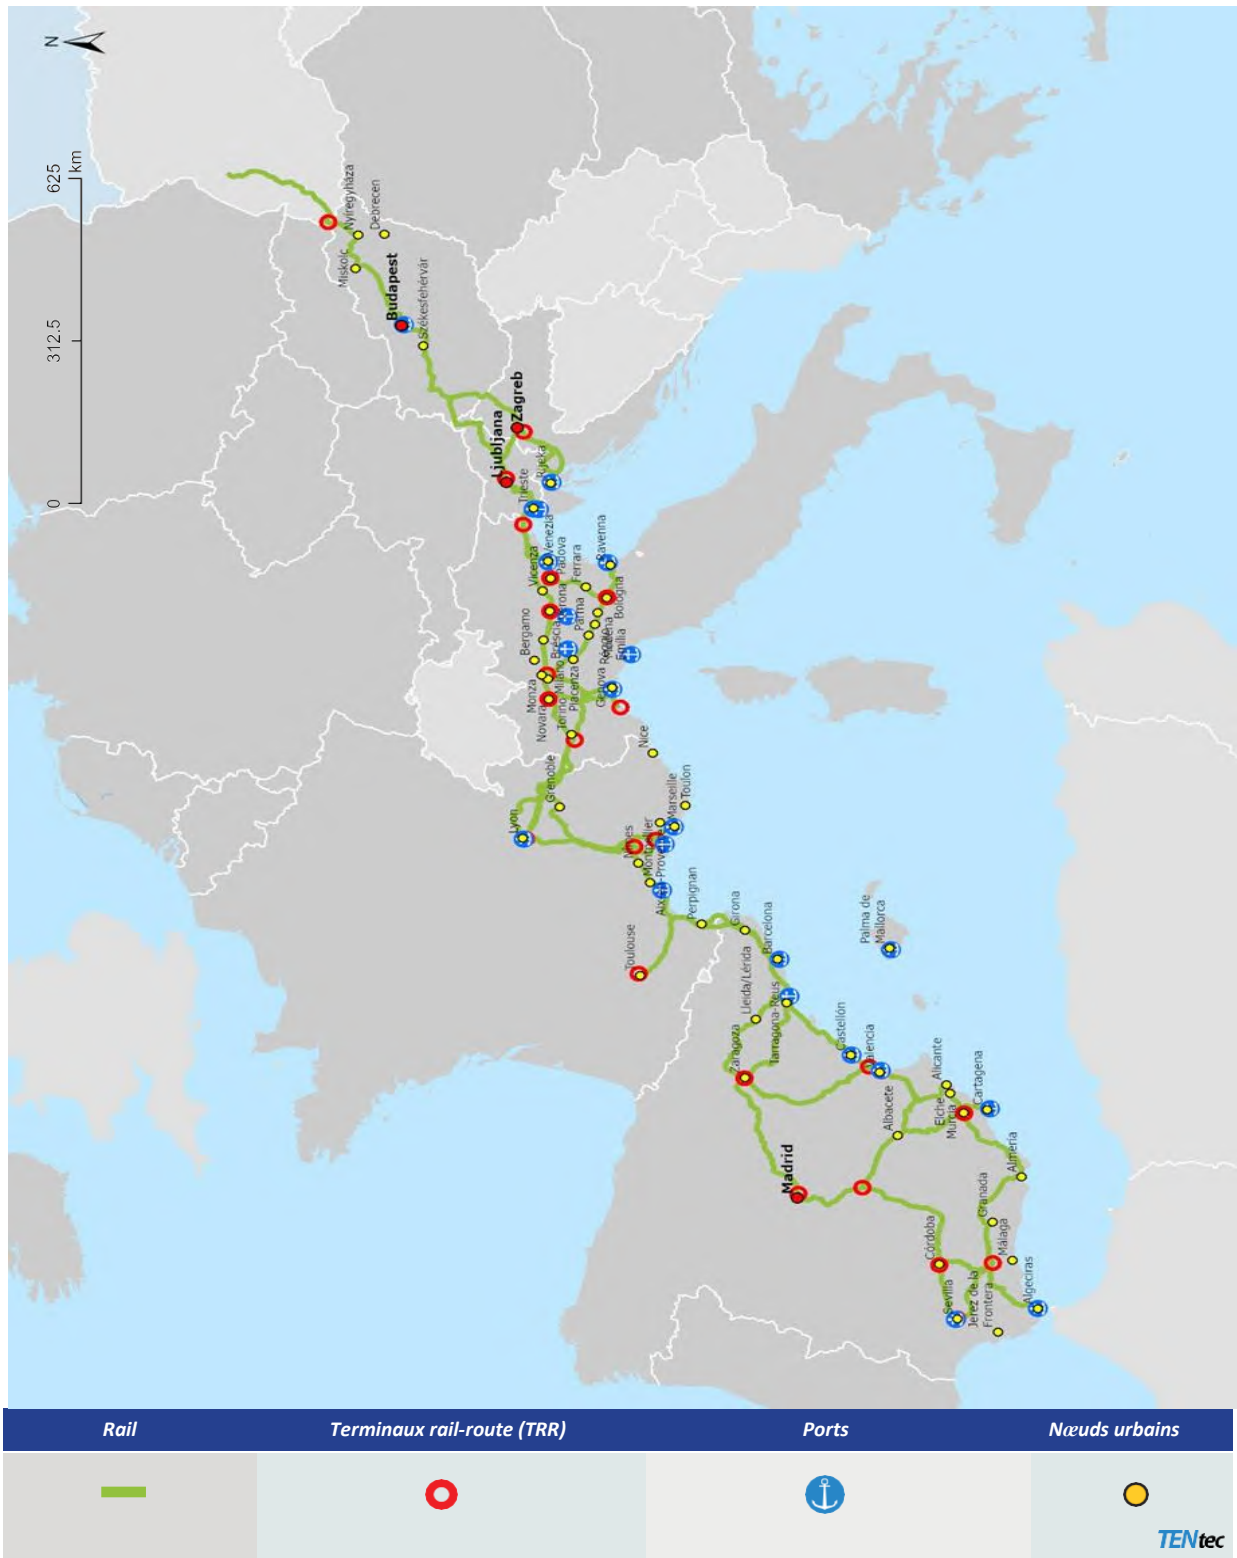 N
625
km
312.5
0
Nyíregyháza
Debrecen
Miskolc
Budapest
Székesfehérvár
Zagreb
Ljubljana
Rijeka
Trieste
Venezia
Padova
Vicenza
Ferrara
Ravenna
Bologna
Parma
Bergamo
Brescia
Milano
Monza
Novara
Torino
Piacenza
Genova
Reggio
Emilia
Nice
Grenoble
Lyon
Toulon
Marseille
Nîmes
Montpellier
Perpignan
Toulouse
Girona
Barcelona
Lleida/Lérida
Tarragona-Reus
Palma de
Mallorca
Zaragoza
Castellón
Valencia
Alicante
Elche
Murcia
Cartagena
Albacete
Almería
Madrid
Granada
Málaga
Córdoba
Sevilla
Jerez de la
Frontera
Algeciras
Rail
Terminaux rail-route (TRR)
Ports
Nœuds urbains
TENtec